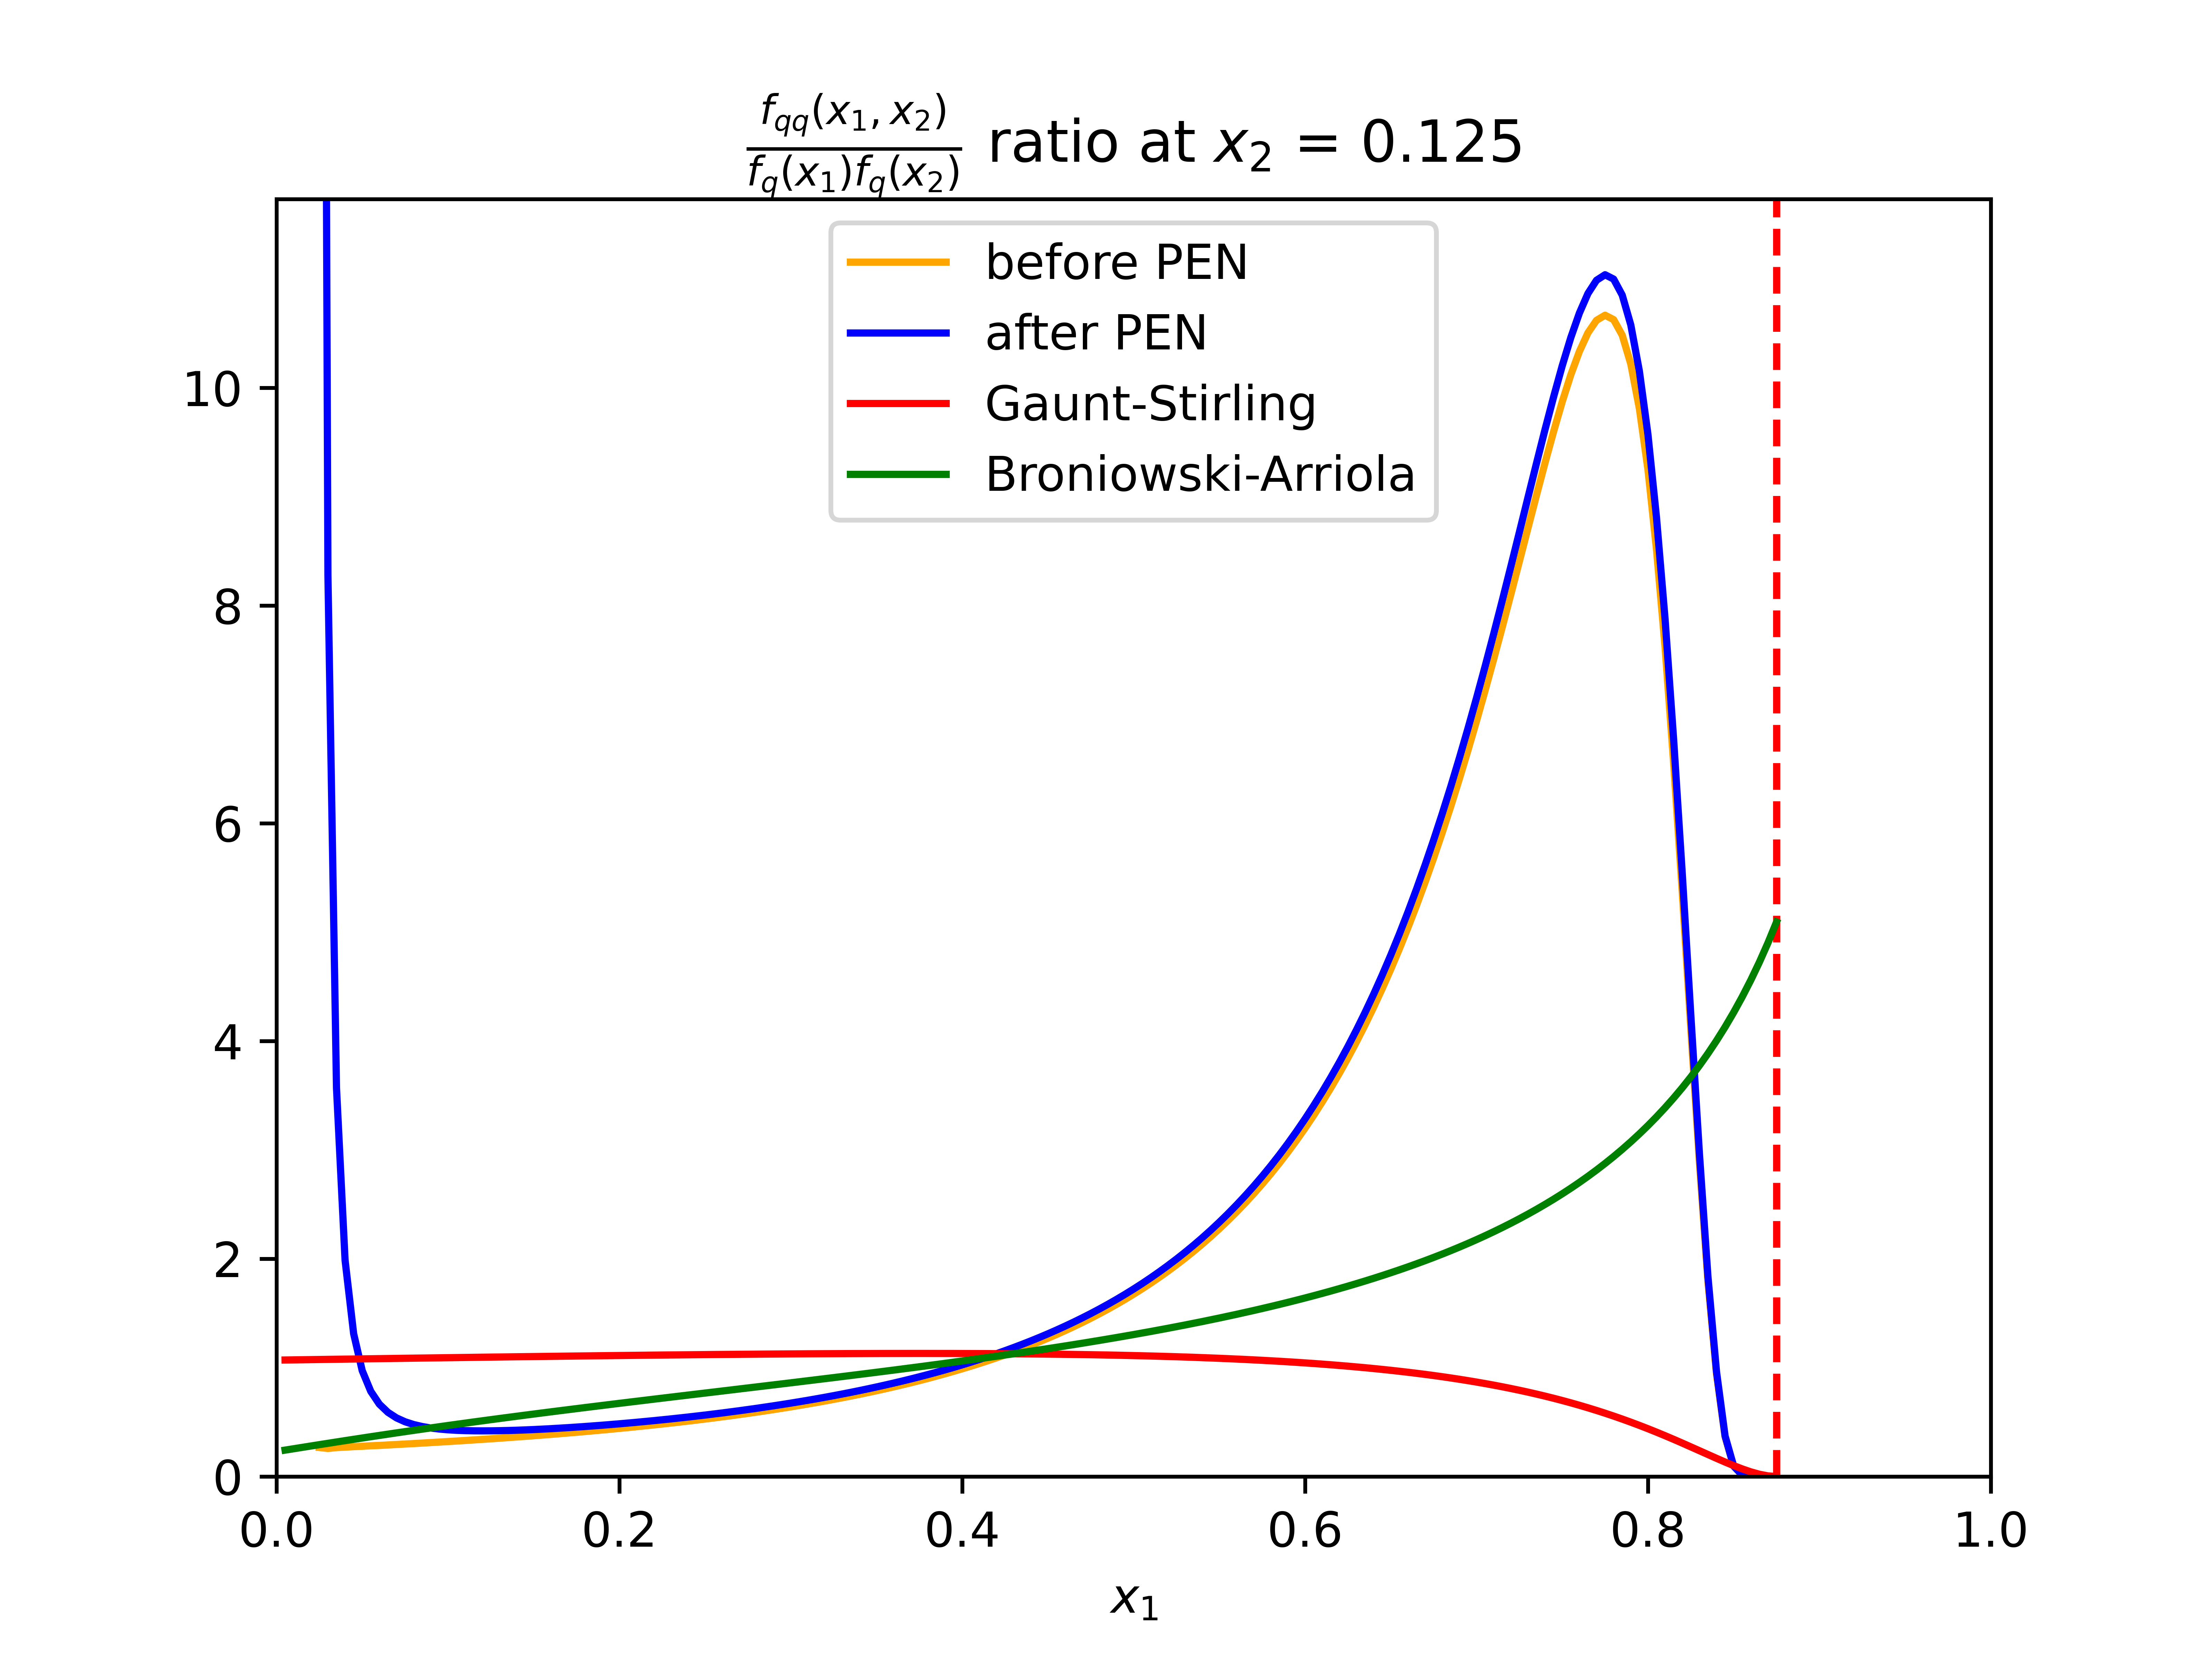 f_{qq}(x_1, x_2)
f_q(x_1)f_q(x_2) ratio at x_2 = 0.125
before PEN
after PEN
Gaunt-Stirling
Broniowski-Arriola
10
8
6
4
2
0
0.0 0.2 0.4 0.6 0.8 1.0
x_1